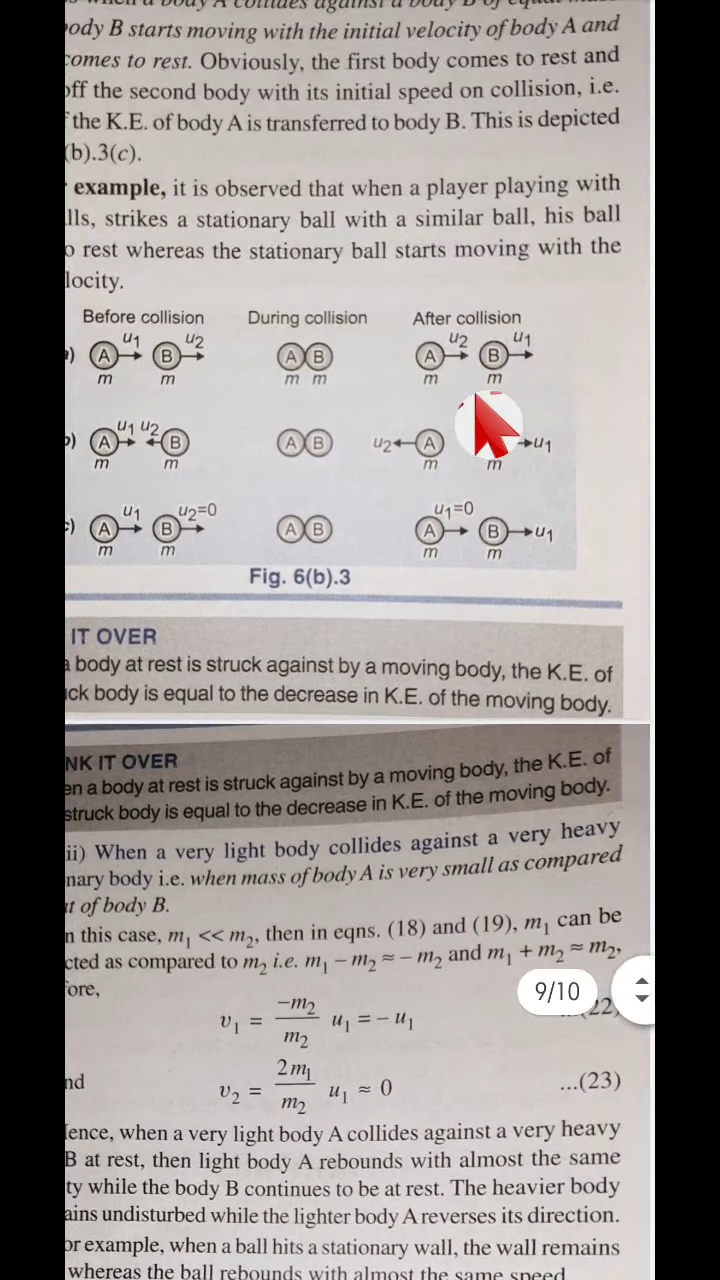 body B starts moving with the initial velocity of body A and
comes to rest. Obviously, the first body comes to rest and
off the second body with its initial speed on collision, i.e.
the K.E. of body A is transferred to body B. This is depicted
(b).3(c).
example, it is observed that when a player playing with
lls, strikes a stationary ball with a similar ball, his ball
o rest whereas the stationary ball starts moving with the
locity.
Before collision During collision After collision
a) A u₁ B u₂ A B A u₂ B u₁
m m m m m m
b) A u₁ u₂ B A B u₂ A u₁
m m m m
c) A u₁ B u₂=0 A B A u₁=0 B u₁
m m m m
Fig. 6(b).3
IT OVER
a body at rest is struck against by a moving body, the K.E. of
ck body is equal to the decrease in K.E. of the moving body.
NK IT OVER
en a body at rest is struck against by a moving body, the K.E. of
struck body is equal to the decrease in K.E. of the moving body.
ii) When a very light body collides against a very heavy
nary body i.e. when mass of body A is very small as compared
t of body B.
n this case, m₁ << m₂, then in eqns. (18) and (19), m₁ can be
cted as compared to m₂ i.e. m₁ − m₂ ≈ − m₂ and m₁ + m₂ ≈ m₂,
fore,
9/10
v₁ = −m₂/m₂ u₁ = − u₁ ...(22)
nd v₂ = 2m₁/m₂ u₁ ≈ 0 ...(23)
ence, when a very light body A collides against a very heavy
B at rest, then light body A rebounds with almost the same
ty while the body B continues to be at rest. The heavier body
ains undisturbed while the lighter body A reverses its direction.
or example, when a ball hits a stationary wall, the wall remains
whereas the ball rebounds with almost the same speed